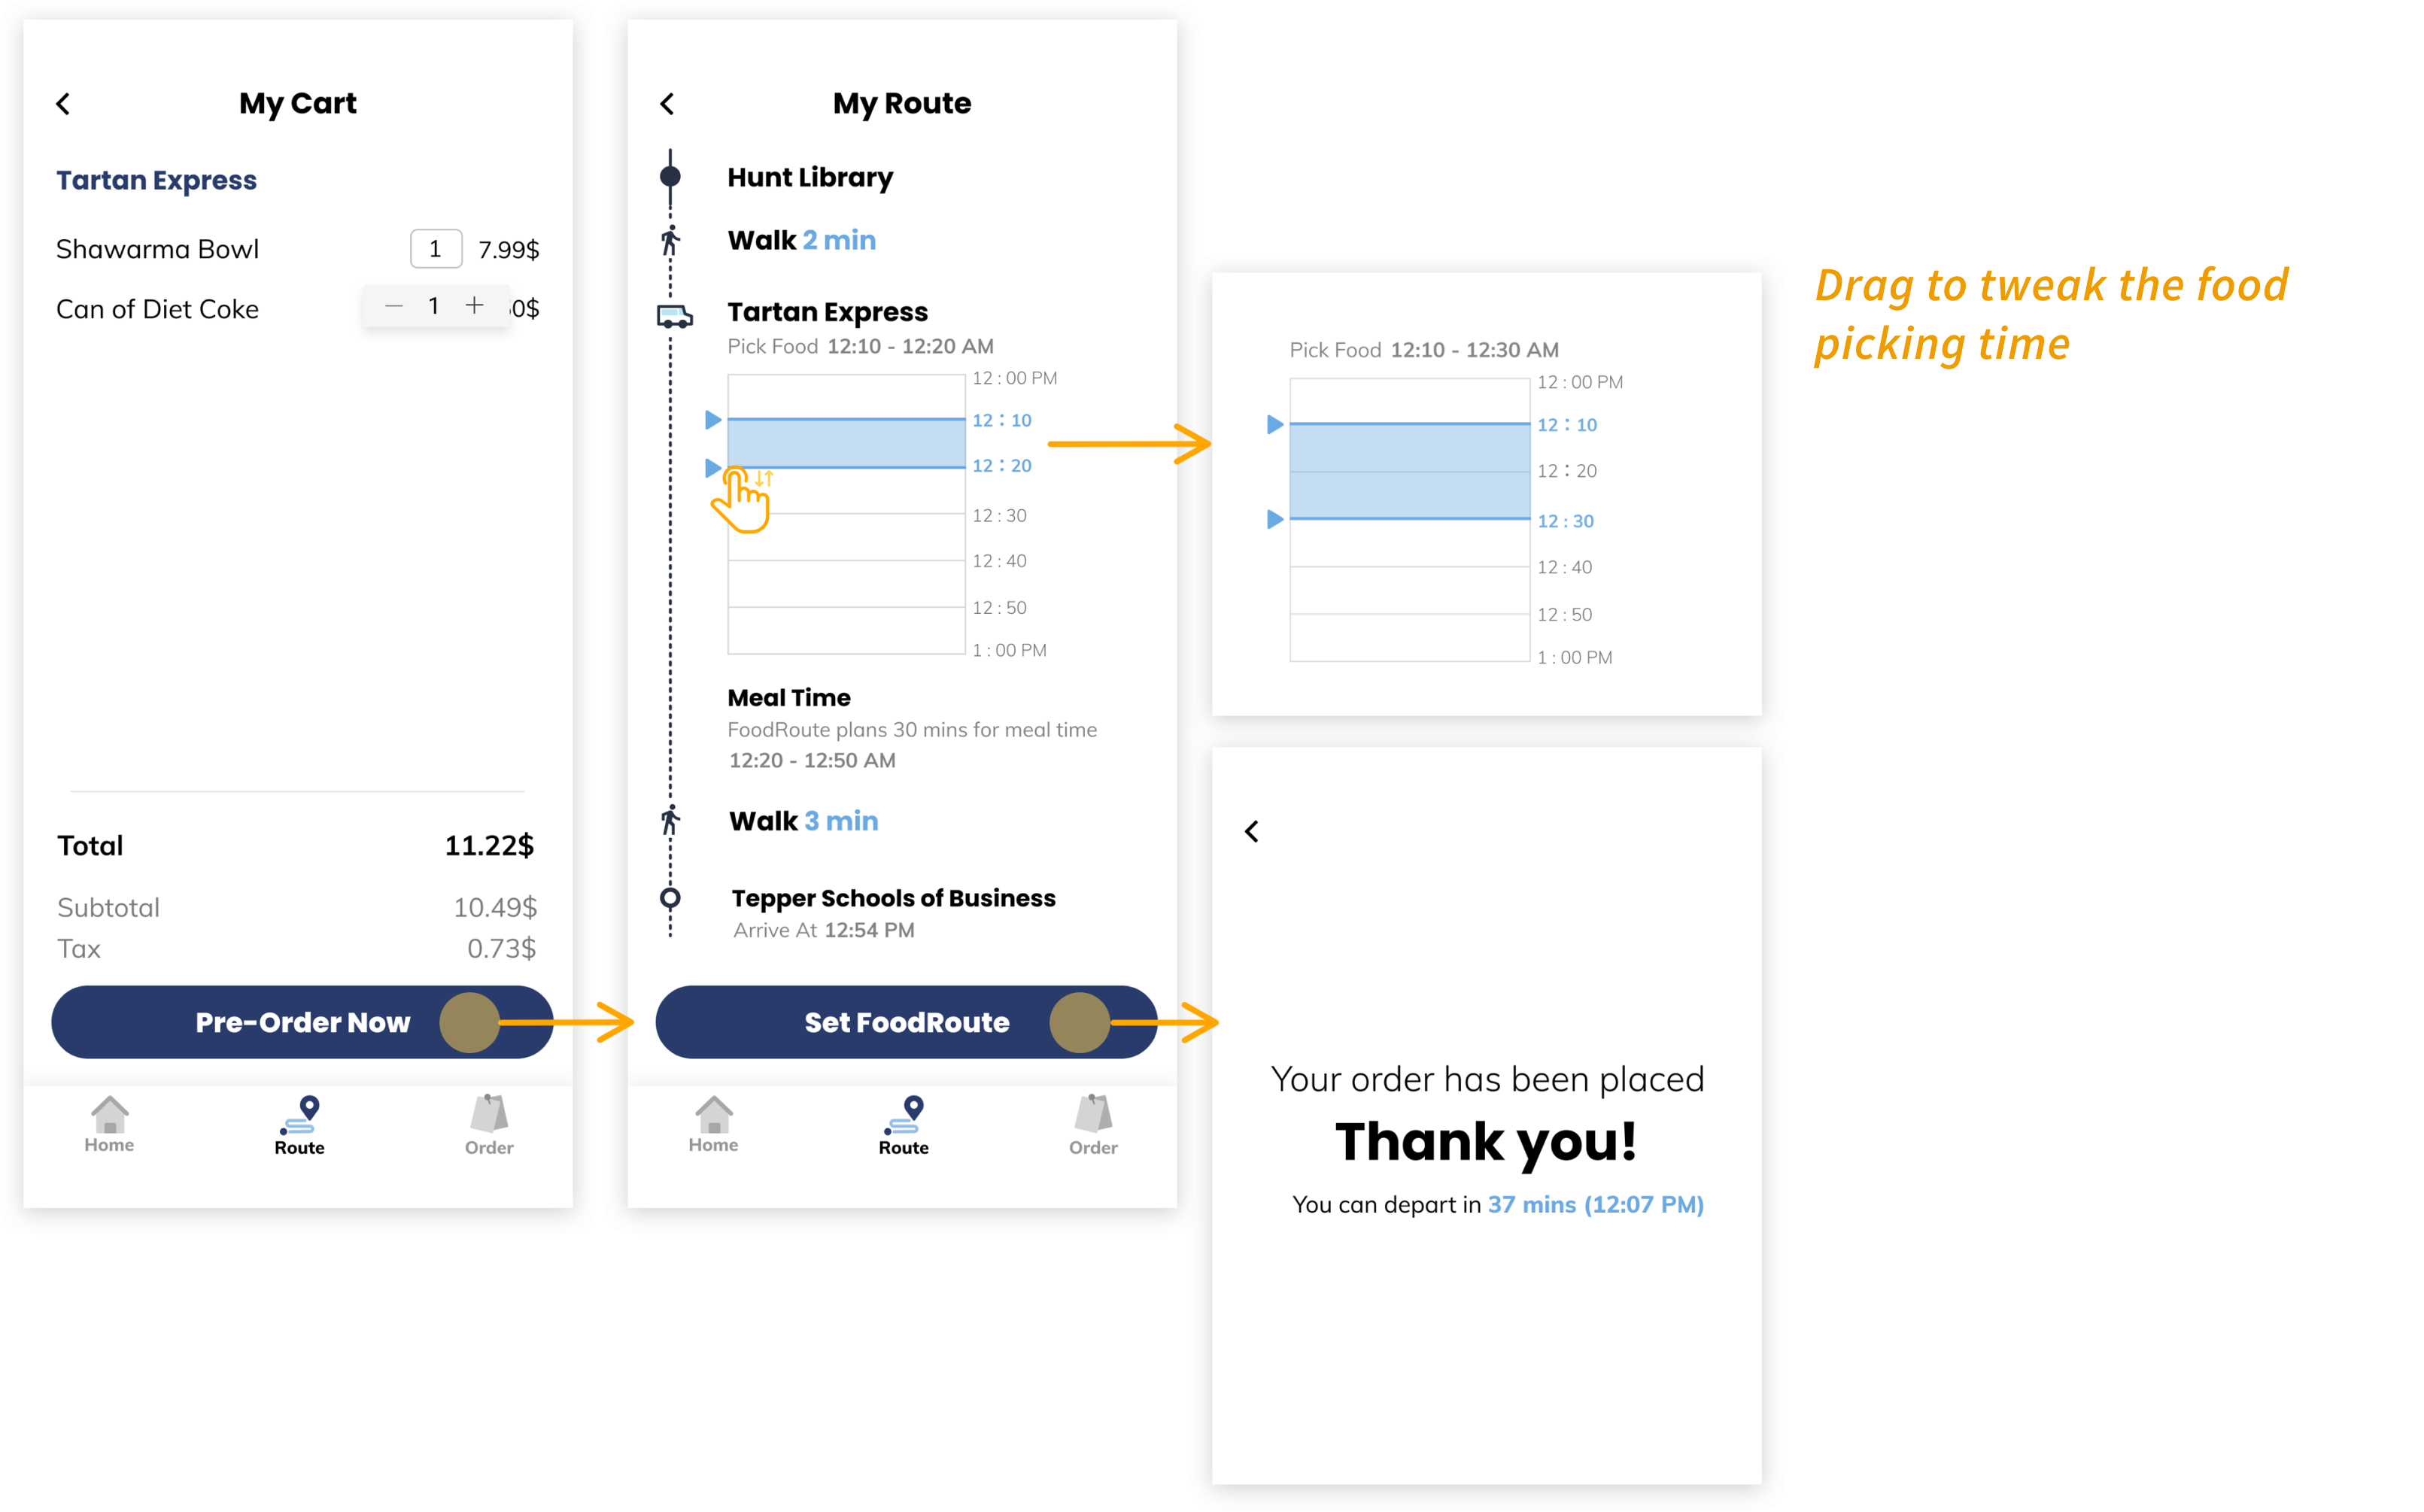 My Cart
Tartan Express
Shawarma Bowl 1 7.99$
Can of Diet Coke — 1 + 0$
Total 11.22$
Subtotal 10.49$
Tax 0.73$
Pre-Order Now
Home Route Order
My Route
Hunt Library
Walk 2 min
Tartan Express
Pick Food 12:10 - 12:20 AM
12 : 00 PM
12 : 10
12 : 20
12 : 30
12 : 40
12 : 50
1 : 00 PM
Meal Time
FoodRoute plans 30 mins for meal time
12:20 - 12:50 AM
Walk 3 min
Tepper Schools of Business
Arrive At 12:54 PM
Set FoodRoute
Home Route Order
Pick Food 12:10 - 12:30 AM
12 : 00 PM
12 : 10
12 : 20
12 : 30
12 : 40
12 : 50
1 : 00 PM
Drag to tweak the food
picking time
Your order has been placed
Thank you!
You can depart in 37 mins (12:07 PM)